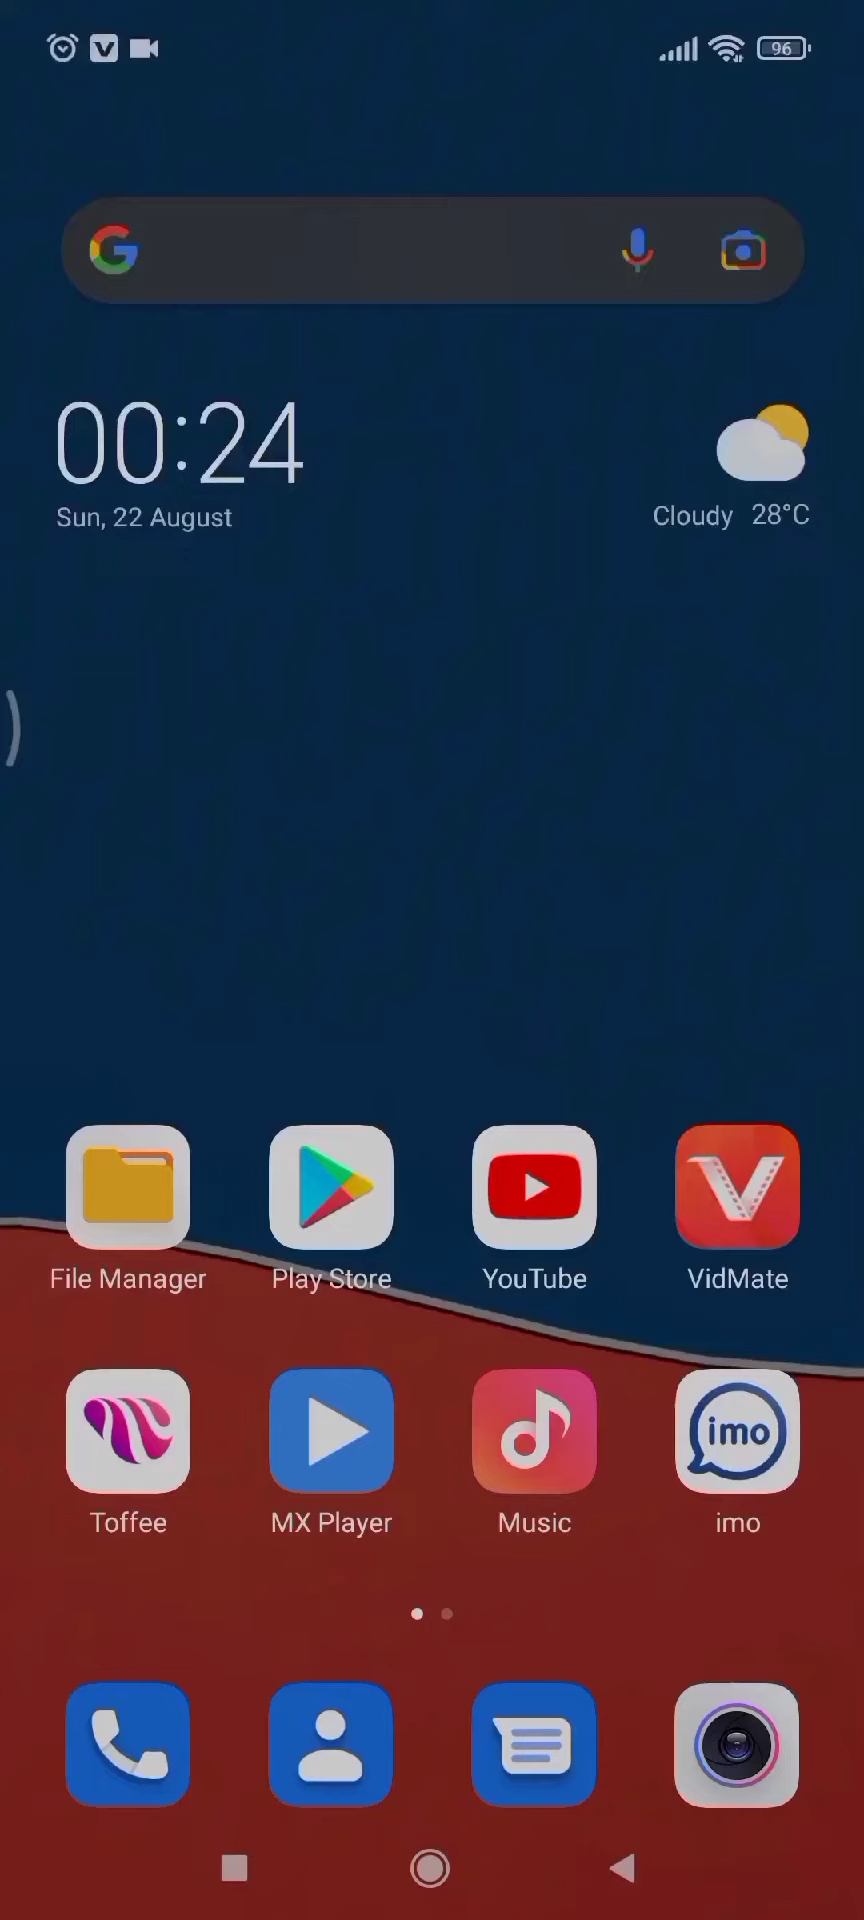 96
00:24
Sun, 22 August
Cloudy 28°C
File Manager
Play Store
YouTube
VidMate
imo
Toffee
MX Player
Music
imo